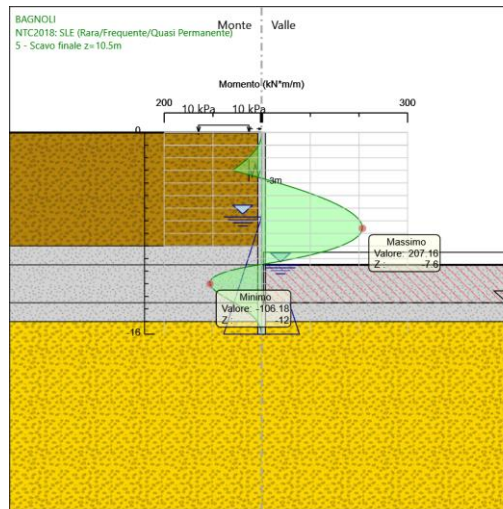 BAGNOLI
NTC2018: SLE (Rara/Frequente/Quasi Permanente)
5 - Scavo finale z=10.5m
Monte
Valle
Momento (kN*m/m)
200
300
10 kPa
10 kPa
0
-3m
Massimo
Valore: 207.16
Z : -7.6
Minimo
Valore: -106.18
Z : -12
-16